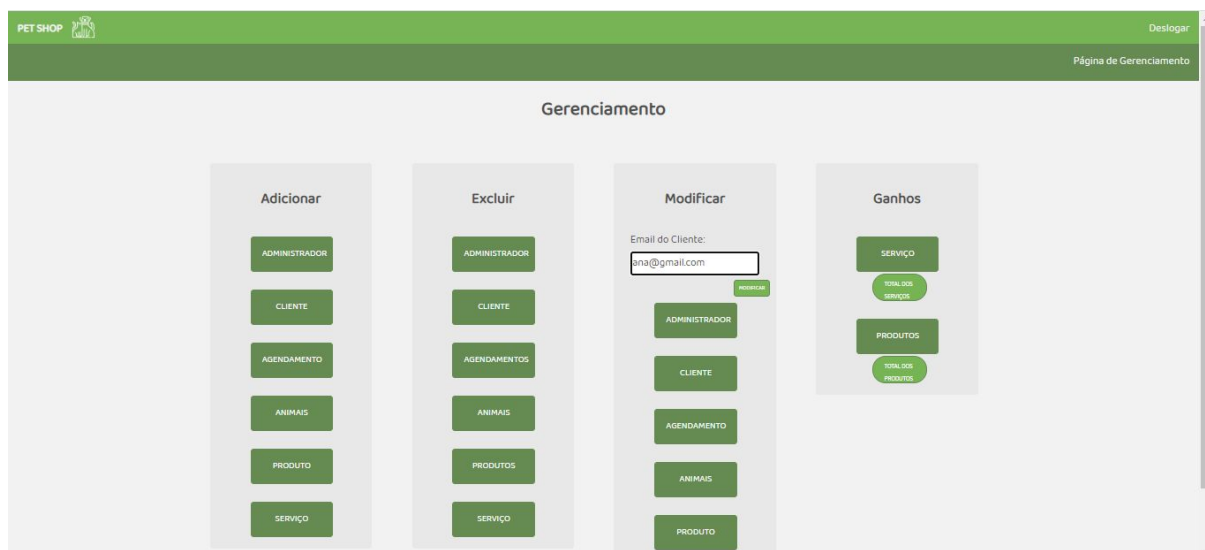 PET SHOP
Deslogar
Página de Gerenciamento
Gerenciamento
Adicionar
ADMINISTRADOR
CLIENTE
AGENDAMENTO
ANIMAIS
PRODUTO
SERVIÇO
Excluir
ADMINISTRADOR
CLIENTE
AGENDAMENTOS
ANIMAIS
PRODUTOS
SERVIÇO
Modificar
Email do Cliente:
ana@gmail.com
MODIFICAR
ADMINISTRADOR
CLIENTE
AGENDAMENTO
ANIMAIS
PRODUTO
Ganhos
SERVIÇO
TOTAL DOS
SERVIÇOS
PRODUTOS
TOTAL DOS
PRODUTOS